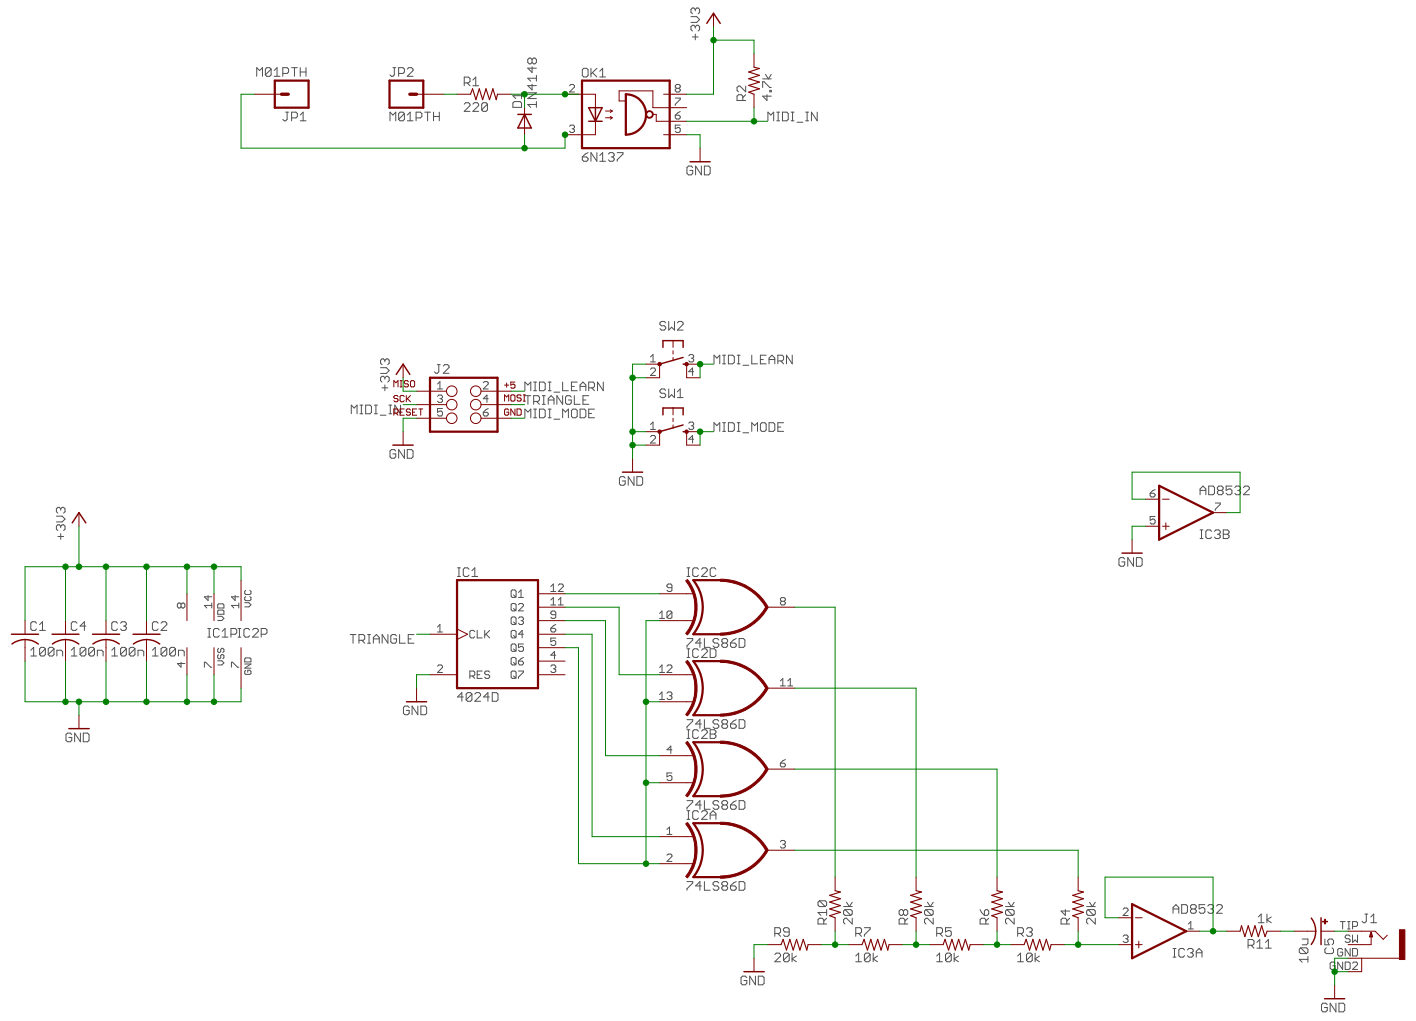 +3V3
M01PTH
JP1
JP2
M01PTH
R1
220
D1
1N4148
OK1
2
3
8
7
6
5
6N137
R2
4.7k
MIDI_IN
GND
SW2
1
2
3
4
MIDI_LEARN
SW1
1
2
3
4
MIDI_MODE
GND
+3V3
J2
MISO
1
2
+5
MIDI_LEARN
SCK
3
4
MOSI
TRIANGLE
MIDI_IN
RESET
5
6
GND
MIDI_MODE
GND
AD8532
6
5
7
IC3B
GND
+3V3
C1
100n
C4
100n
C3
100n
C2
100n
8
4
14
VDD
7
VSS
14
VCC
7
GND
IC1P
IC2P
GND
IC1
TRIANGLE
1
CLK
2
RES
Q1
12
Q2
11
Q3
9
Q4
6
Q5
5
Q6
4
Q7
3
4024D
GND
IC2C
9
10
8
74LS86D
IC2D
12
13
11
74LS86D
IC2B
4
5
6
74LS86D
IC2A
1
2
3
74LS86D
R10
20k
R8
20k
R6
20k
R4
20k
R9
20k
R7
10k
R5
10k
R3
10k
GND
AD8532
2
3
1
IC3A
1k
R11
10u
C5
J1
TIP
SW
GND
GND2
GND